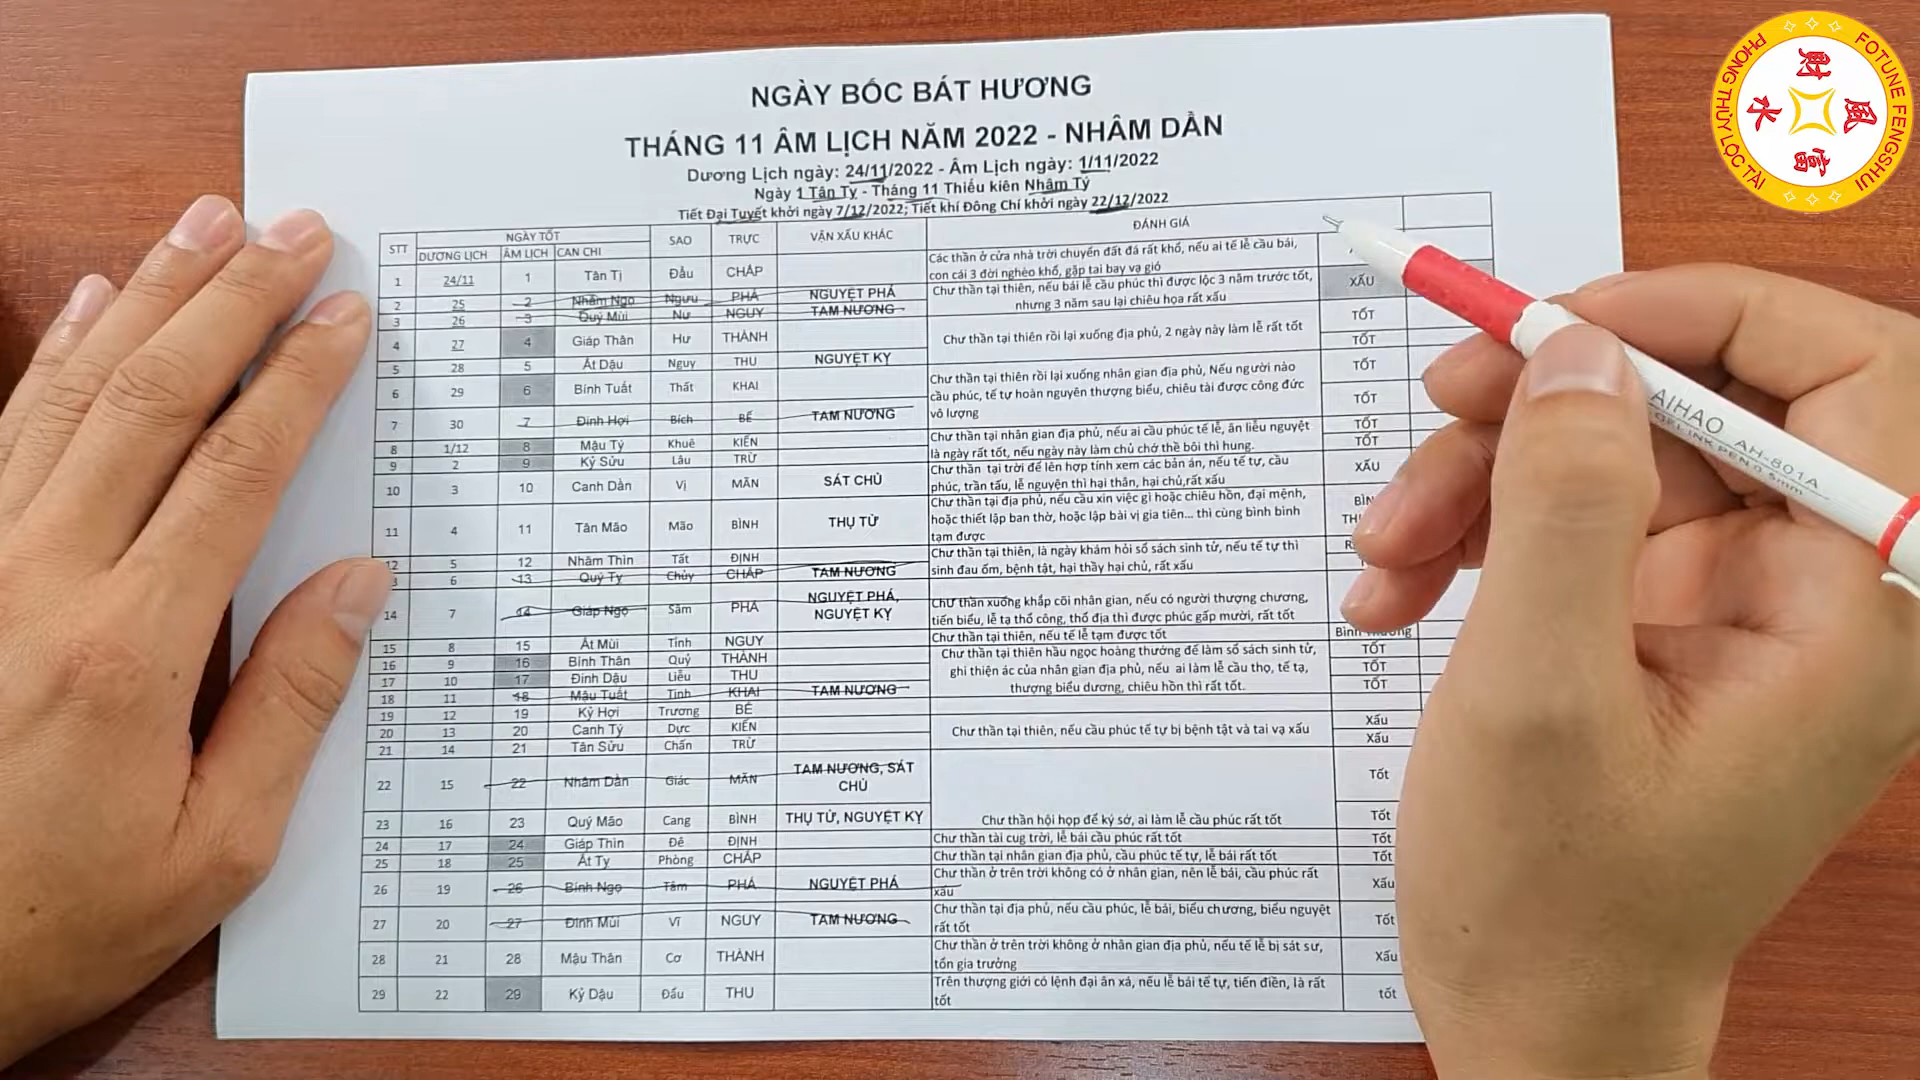 NGÀY BỐC BÁT HƯƠNG
THÁNG 11 ÂM LỊCH NĂM 2022 - NHÂM DẦN
Dương Lịch ngày: 24/11/2022 - Âm Lịch ngày: 1/11/2022
Ngày 1 Tân Tỵ - Tháng 11 Thiếu kiên Nhâm Tý
Tiết Đại Tuyết khởi ngày 7/12/2022; Tiết khí Đông Chí khởi ngày 22/12/2022
STT NGÀY TỐT SAO TRỰC VẬN XẤU KHÁC ĐÁNH GIÁ
DƯƠNG LỊCH ÂM LỊCH CAN CHI
1 24/11 1 Tân Tị Đẩu CHẤP Các thần ở cửa nhà trời chuyển đất đá rất khổ, nếu ai tế lễ cầu bái,
con cái 3 đời nghèo khổ, gặp tai bay vạ gió
2 25 2 Nhâm Ngọ Ngưu PHÁ NGUYỆT PHÁ Chư thần tại thiên, nếu bái lễ cầu phúc thì được lộc 3 năm trước tốt, XẤU
3 26 3 Quý Mùi Nữ NGUY TAM NƯƠNG nhưng 3 năm sau lại chiêu họa rất xấu
TỐT
4 27 4 Giáp Thân Hư THÀNH Chư thần tại thiên rồi lại xuống địa phủ, 2 ngày này làm lễ rất tốt TỐT
5 28 5 Ất Dậu Nguy THU NGUYỆT KỴ TỐT
6 29 6 Bính Tuất Thất KHAI Chư thần tại thiên rồi lại xuống nhân gian địa phủ, Nếu người nào
cầu phúc, tế tự hoàn nguyên thượng biểu, chiêu tài được công đức TỐT
7 30 7 Đinh Hợi Bích BẾ TAM NƯƠNG vô lượng TỐT
8 1/12 8 Mậu Tý Khuê KIẾN Chư thần tại nhân gian địa phủ, nếu ai cầu phúc tế lễ, ân liễu nguyệt TỐT
9 2 9 Kỷ Sửu Lâu TRỪ là ngày rất tốt, nếu ngày này làm chủ chớ thề bôi thì hung.
10 3 10 Canh Dần Vị MÃN SÁT CHỦ Chư thần tại trời để lên hợp tính xem các bản án, nếu tế tự, cầu XẤU
phúc, trần tấu, lễ nguyện thì hại thân, hại chủ,rất xấu
11 4 11 Tân Mão Mão BÌNH THỤ TỬ Chư thần tại địa phủ, nếu cầu xin việc gì hoặc chiêu hồn, đại mệnh,
hoặc thiết lập ban thờ, hoặc lập bài vị gia tiên... thì cũng bình bình
tạm được
12 5 12 Nhâm Thìn Tất ĐỊNH Chư thần tại thiên, là ngày khám hỏi sổ sách sinh tử, nếu tế tự thì
6 13 Quý Tỵ Chủy CHẤP TAM NƯƠNG sinh đau ốm, bệnh tật, hại thầy hại chủ, rất xấu
14 7 14 Giáp Ngọ Sâm PHÁ NGUYỆT PHÁ, NGUYỆT KỴ Chư thần xuống khắp cõi nhân gian, nếu có người thượng chương,
tiến biểu, lễ tạ thổ công, thổ địa thì được phúc gấp mười, rất tốt
15 8 15 Ất Mùi Tỉnh NGUY Chư thần tại thiên, nếu tế lễ tạm được tốt Bình Thường
16 9 16 Bính Thân Quỷ THÀNH Chư thần tại thiên hầu ngọc hoàng thướng để làm sổ sách sinh tử, TỐT
17 10 17 Đinh Dậu Liễu THU ghi thiện ác của nhân gian địa phủ, nếu ai làm lễ cầu thọ, tế tạ, TỐT
18 11 18 Mậu Tuất Tinh KHAI TAM NƯƠNG thượng biểu dương, chiêu hồn thì rất tốt. TỐT
19 12 19 Kỷ Hợi Trương BẾ
20 13 20 Canh Tý Dực KIẾN Chư thần tại thiên, nếu cầu phúc tế tự bị bệnh tật và tai vạ xấu Xấu
21 14 21 Tân Sửu Chấn TRỪ Xấu
22 15 22 Nhâm Dần Giác MÃN TAM NƯƠNG, SÁT CHỦ Tốt
23 16 23 Quý Mão Cang BÌNH THỤ TỬ, NGUYỆT KỴ Chư thần hội họp để ký sớ, ai làm lễ cầu phúc rất tốt Tốt
24 17 24 Giáp Thìn Đê ĐỊNH Chư thần tài cug trời, lễ bái cầu phúc rất tốt Tốt
25 18 25 Ất Tỵ Phòng CHẤP Chư thần tại nhân gian địa phủ, cầu phúc tế tự, lễ bái rất tốt Tốt
26 19 26 Bính Ngọ Tâm PHÁ NGUYỆT PHÁ Chư thần ở trên trời không có ở nhân gian, nên lễ bái, cầu phúc rất xấu Xấu
27 20 27 Đinh Mùi Vĩ NGUY TAM NƯƠNG Chư thần tại địa phủ, nếu cầu phúc, lễ bái, biểu chương, biểu nguyệt rất tốt Tốt
28 21 28 Mậu Thân Cơ THÀNH Chư thần ở trên trời không ở nhân gian địa phủ, nếu tế lễ bị sát sư, tổn gia trưởng Xấu
29 22 29 Kỷ Dậu Đẩu THU Trên thượng giới có lệnh đại ân xá, nếu lễ bái tế tự, tiến điền, là rất tốt tốt
AIHAO AH-801A
GEL INK PEN 0.5mm
PHONG THỦY LỘC TÀI
FOTUNE FENGSHUI
財
風
富
水